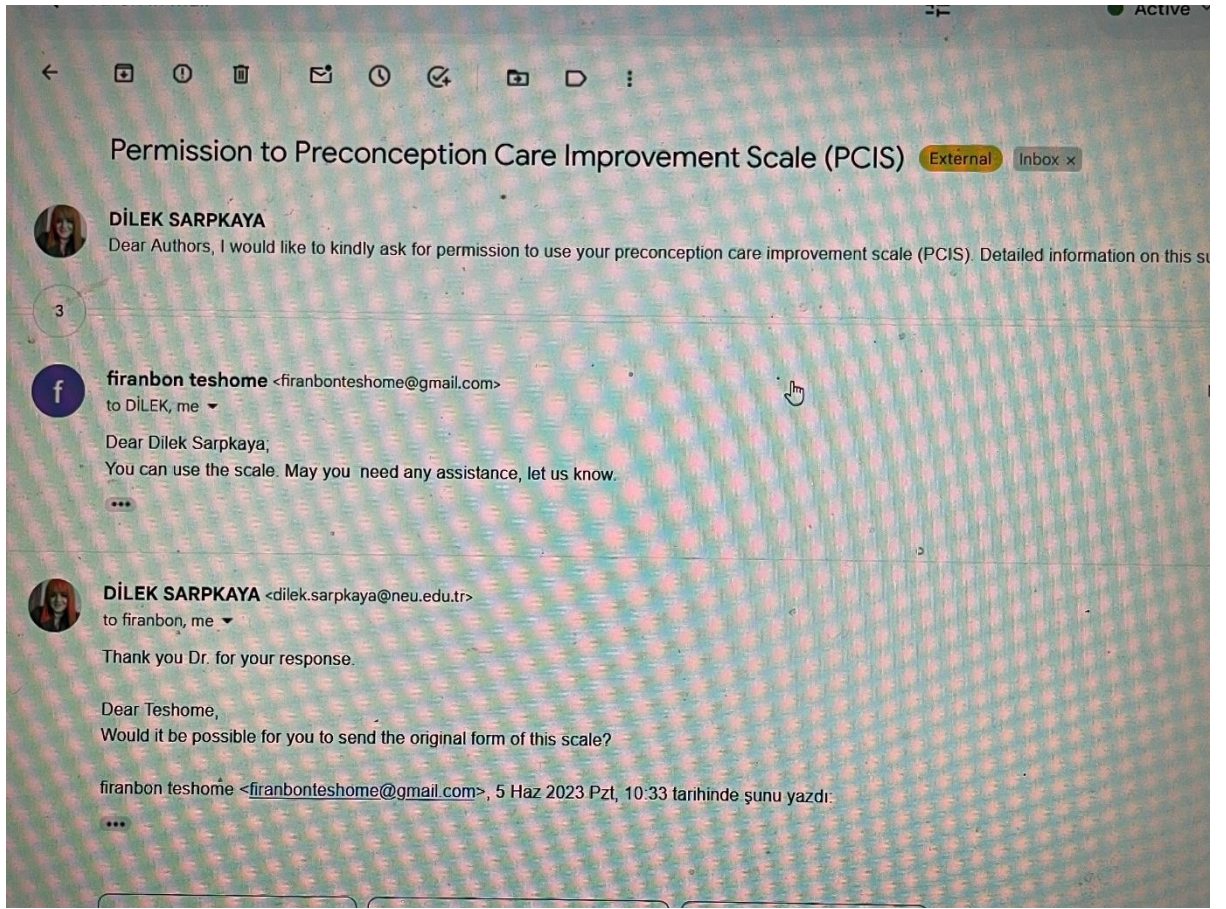 Active
Permission to Preconception Care Improvement Scale (PCIS) External Inbox ×
DİLEK SARPKAYA
Dear Authors, I would like to kindly ask for permission to use your preconception care improvement scale (PCIS). Detailed information on this
3
f
firanbon teshome <firanbonteshome@gmail.com>
to DİLEK, me
Dear Dilek Sarpkaya;
You can use the scale. May you need any assistance, let us know.
DİLEK SARPKAYA <dilek.sarpkaya@neu.edu.tr>
to firanbon, me
Thank you Dr. for your response.
Dear Teshome,
Would it be possible for you to send the original form of this scale?
firanbon teshome <firanbonteshome@gmail.com>, 5 Haz 2023 Pzt, 10:33 tarihinde şunu yazdı: